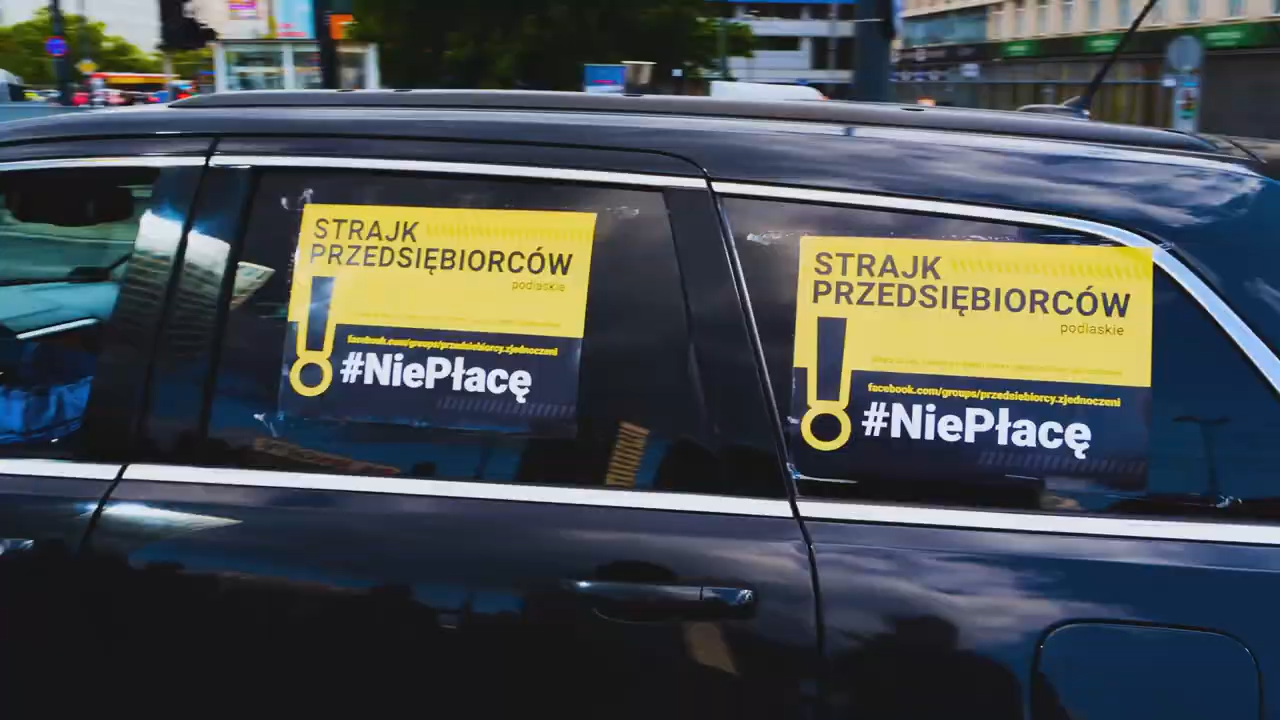 STRAJK
PRZEDSIĘBIORCÓW
podlaskie
facebook.com/groups/przedsiebiorcy.zjednoczeni
#NiePłacę
STRAJK
PRZEDSIĘBIORCÓW
podlaskie
facebook.com/groups/przedsiebiorcy.zjednoczeni
#NiePłacę